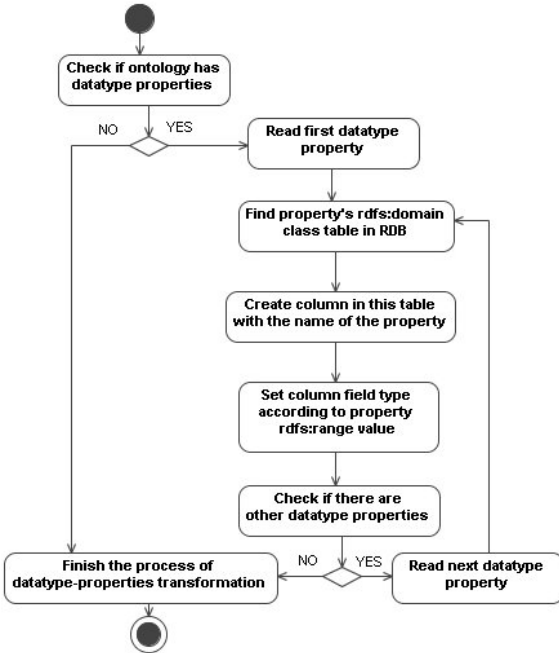 Check if ontology has
datatype properties
NO
YES
Read first datatype
property
Find property's rdfs:domain
class table in RDB
Create column in this table
with the name of the property
Set column field type
according to property
rdfs:range value
Check if there are
other datatype properties
NO
YES
Finish the process of
datatype-properties transformation
Read next datatype
property